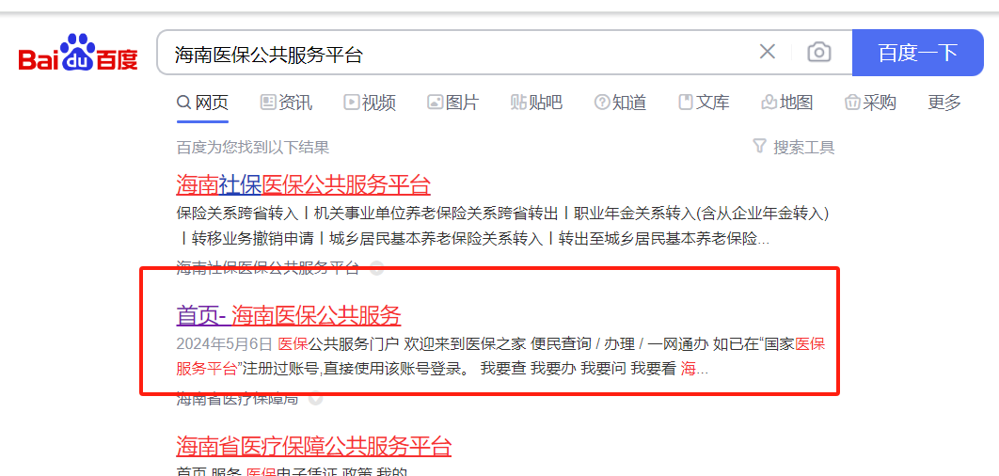 Bai du 百度 海南医保公共服务平台 百度一下
网页 资讯 视频 图片 贴吧 知道 文库 地图 采购 更多
百度为您找到以下结果 搜索工具
海南社保医保公共服务平台
保险关系跨省转入丨机关事业单位养老保险关系跨省转出丨职业年金关系转入(含从企业年金转入)
丨转移业务撤销申请丨城乡居民基本养老保险关系转入丨转出至城乡居民基本养老保险...
海南社保医保公共服务平台
首页- 海南医保公共服务
2024年5月6日 医保公共服务门户 欢迎来到医保之家 便民查询 / 办理 / 一网通办 如已在“国家医保
服务平台”注册过账号,直接使用该账号登录。 我要查 我要办 我要问 我要看 海...
海南省医疗保障局
海南省医疗保障公共服务平台
首页 服务 医保电子凭证 政策 我的